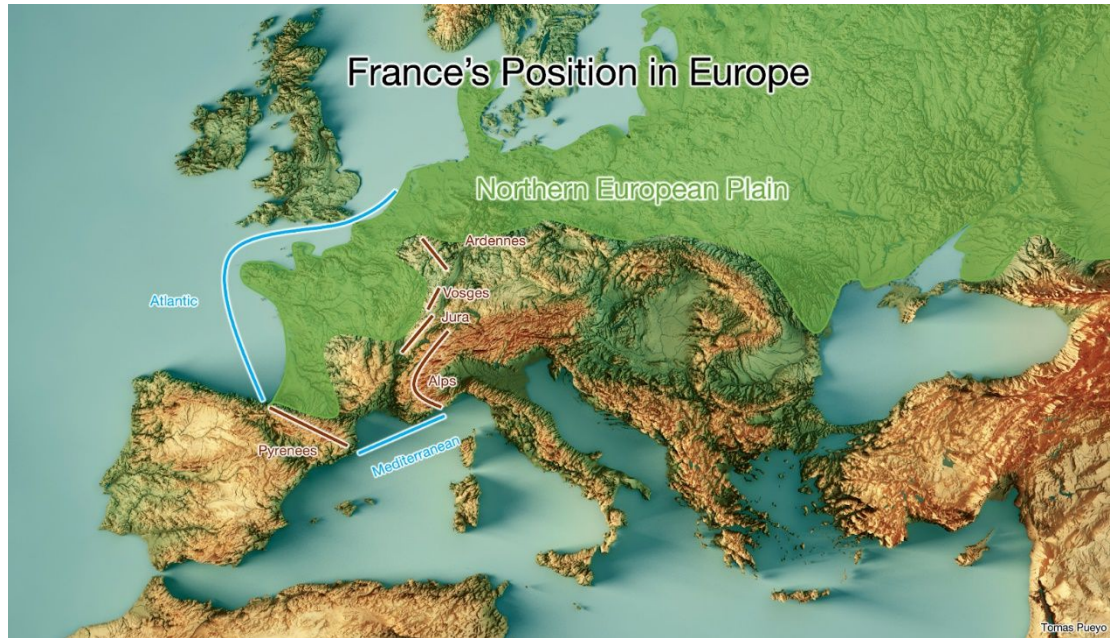 France's Position in Europe
Northern European Plain
Ardennes
Vosges
Atlantic
Jura
Alps
Pyrenees
Mediterranean
Tomas Pueyo